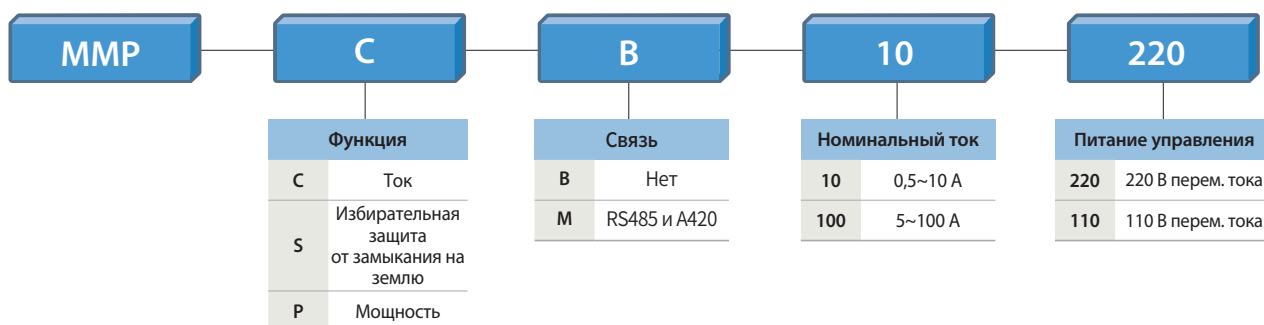 MMP C B 10 220
Функция
C Ток
S Избирательная
защита
от замыкания на
землю
P Мощность
Связь
B Нет
M RS485 и A420
Номинальный ток
10 0,5~10 А
100 5~100 А
Питание управления
220 220 В перем. тока
110 110 В перем. тока